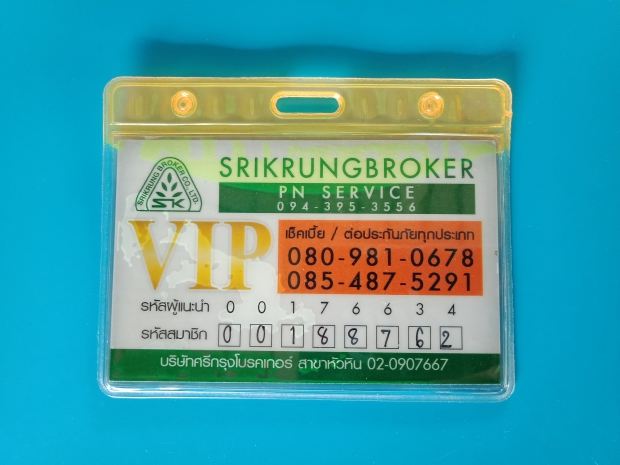 SRIKRUNG BROKER CO., LTD.
SK
SRIKRUNGBROKER
PN SERVICE
094-395-3556
VIP
เช็คเบี้ย / ต่อประกันภัยทุกประเภท
080-981-0678
085-487-5291
รหัสผู้แนะนำ 0 0 1 7 6 6 3 4
รหัสสมาชิก 0 0 1 8 8 7 6 2
บริษัทศรีกรุงโบรคเกอร์ สาขาหัวหิน 02-0907667